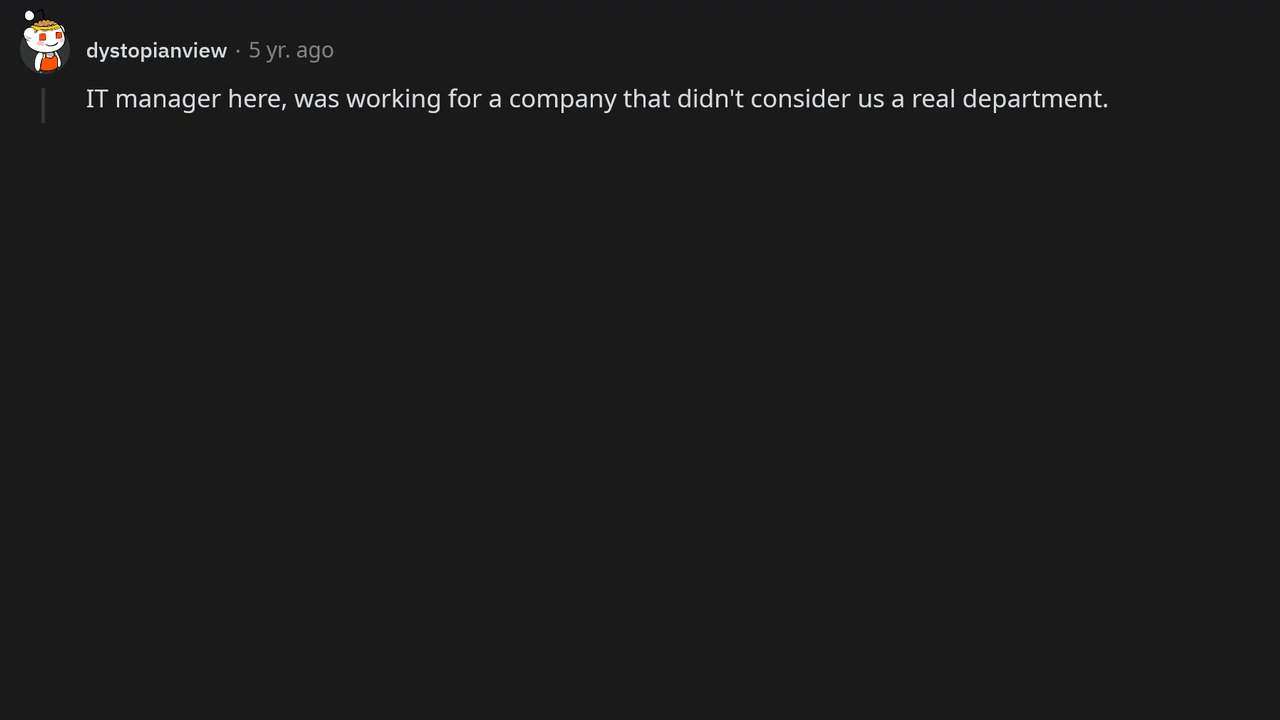 dystopianview · 5 yr. ago
IT manager here, was working for a company that didn't consider us a real department.